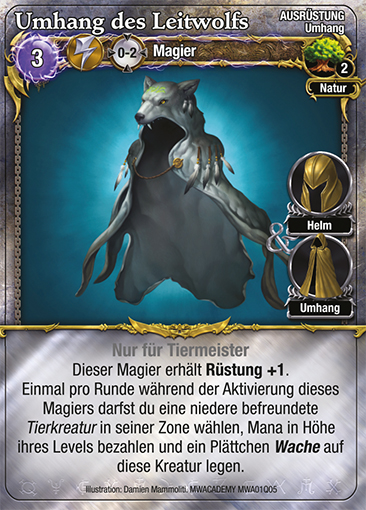 Umhang des Leitwolfs
AUSRÜSTUNG
Umhang
3
0-2
Magier
2
Natur
Helm
&
Umhang
Nur für Tiermeister
Dieser Magier erhält Rüstung +1.
Einmal pro Runde während der Aktivierung dieses
Magiers darfst du eine niedere befreundete
Tierkreatur in seiner Zone wählen, Mana in Höhe
ihres Levels bezahlen und ein Plättchen Wache auf
diese Kreatur legen.
Illustration: Damien Mammoliti. MWACADEMY MWA01Q05